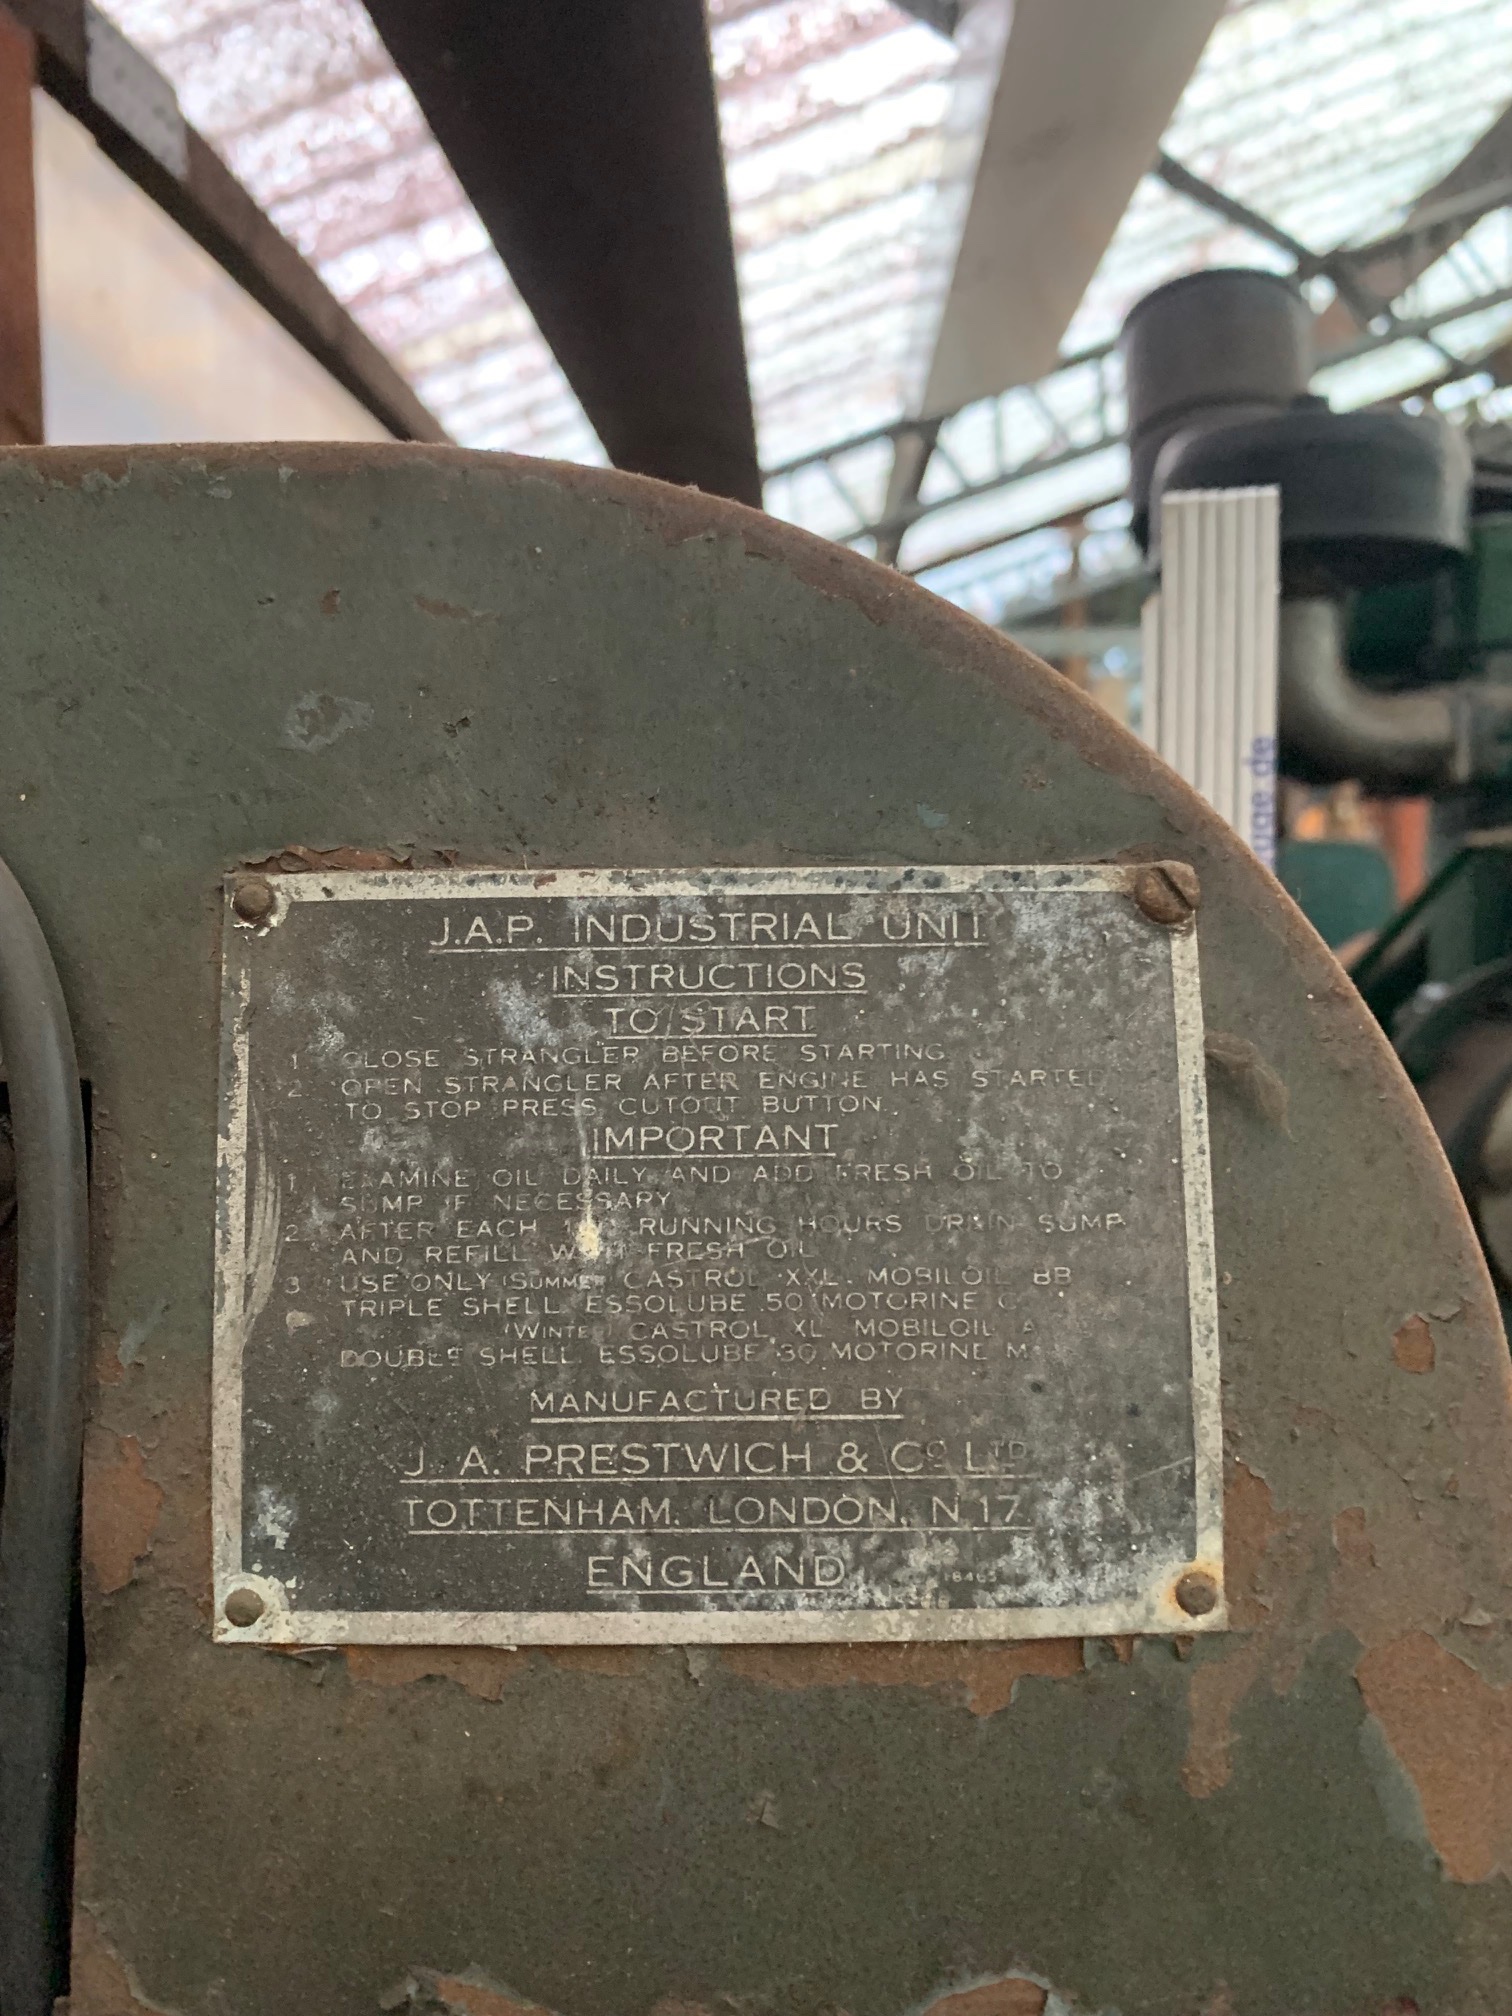 J.A.P. INDUSTRIAL UNIT
INSTRUCTIONS
TO START
1 CLOSE STRANGLER BEFORE STARTING
2 OPEN STRANGLER AFTER ENGINE HAS STARTED
TO STOP PRESS CUTOUT BUTTON.
IMPORTANT
1 EXAMINE OIL DAILY AND ADD FRESH OIL TO
SUMP IF NECESSARY
2 AFTER EACH RUNNING HOURS DRAIN SUMP
AND REFILL WITH FRESH OIL
3 USE ONLY (SUMMER CASTROL XXL. MOBILOIL BB
TRIPLE SHELL ESSOLUBE 50 MOTORINE
(WINTER) CASTROL XL MOBILOIL A
DOUBLE SHELL ESSOLUBE 30 MOTORINE M
MANUFACTURED BY
J. A. PRESTWICH & CO LTD
TOTTENHAM. LONDON. N 17.
ENGLAND